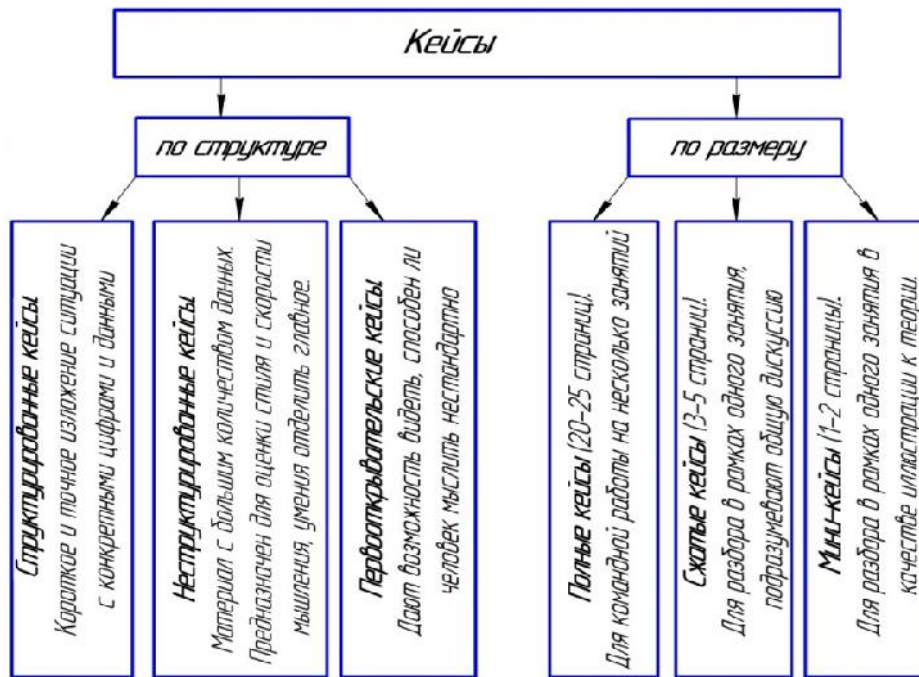 Кейсы
по структуре
по размеру
Структурированные кейсы.
Короткое и точное изложение ситуации
с конкретными цифрами и данными
Неструктурированные кейсы.
Материал с большим количеством данных.
Предназначен для оценки стиля и скорости
мышления, умения отделить главное.
Первооткрывательские кейсы.
Дают возможность видеть, способен ли
человек мыслить нестандартно
Полные кейсы (20-25 страниц).
Для командной работы на несколько занятий
Сжатые кейсы (3-5 страниц).
Для разбора в рамках одного занятия,
подразумевают общую дискуссию
Мини-кейсы (1-2 страницы).
Для разбора в рамках одного занятия в
качестве иллюстрации к теории.